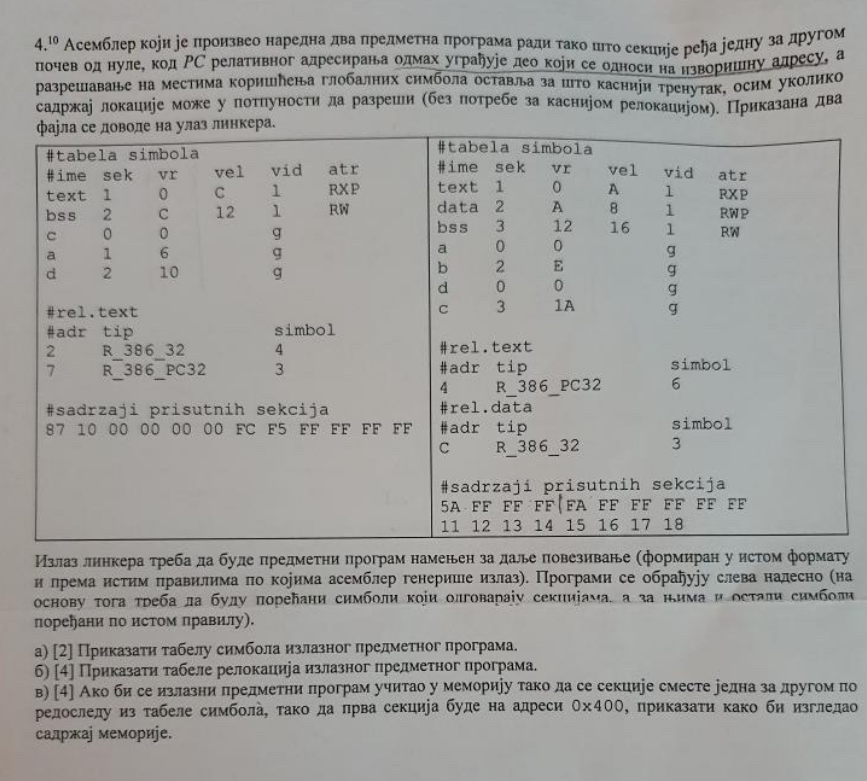 4.¹⁰ Асемблер који је произвео наредна два предметна програма ради тако што секције ређа једну за другом
почев од нуле, код PC релативног адресирања одмах уграђује део који се односи на изворишну адресу, а
разрешавање на местима коришћења глобалних симбола оставља за што каснији тренутак, осим уколико
садржај локације може у потпуности да разреши (без потребе за каснијом релокацијом). Приказана два
фајла се доводе на улаз линкера.
#tabela simbola
#ime sek vr vel vid atr
text 1 0 C l RXP
bss 2 C 12 l RW
c 0 0 g
a 1 6 g
d 2 10 g
#rel.text
#adr tip simbol
2 R_386_32 4
7 R_386_PC32 3
#sadrzaji prisutnih sekcija
87 10 00 00 00 00 FC F5 FF FF FF FF
#tabela simbola
#ime sek vr vel vid atr
text 1 0 A l RXP
data 2 A 8 l RWP
bss 3 12 16 l RW
a 0 0 g
b 2 E g
d 0 0 g
c 3 1A g
#rel.text
#adr tip simbol
4 R_386_PC32 6
#rel.data
#adr tip simbol
C R_386_32 3
#sadrzaji prisutnih sekcija
5A FF FF FF FA FF FF FF FF FF
11 12 13 14 15 16 17 18
Излаз линкера треба да буде предметни програм намењен за даље повезивање (формиран у истом формату
и према истим правилима по којима асемблер генерише излаз). Програми се обрађују слева надесно (на
основу тога треба да буду поређани симболи који одговарају секцијама, а за њима и остали симболи
поређани по истом правилу).
а) [2] Приказати табелу симбола излазног предметног програма.
б) [4] Приказати табеле релокација излазног предметног програма.
в) [4] Ако би се излазни предметни програм учитао у меморију тако да се секције сместе једна за другом по
редоследу из табеле симбола, тако да прва секција буде на адреси 0x400, приказати како би изгледао
садржај меморије.